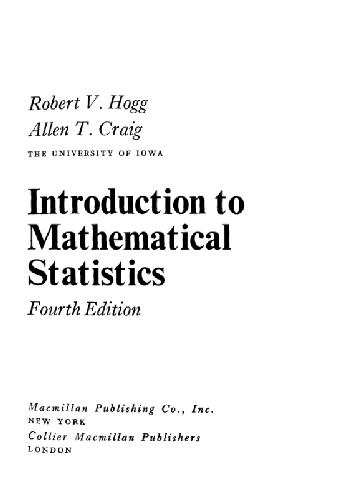 Robert V. Hogg
Allen T. Craig
THE UNIVERSITY OF IOWA
Introduction to
Mathematical
Statistics
Fourth Edition
Macmillan Publishing Co., Inc.
NEW YORK
Collier Macmillan Publishers
LONDON